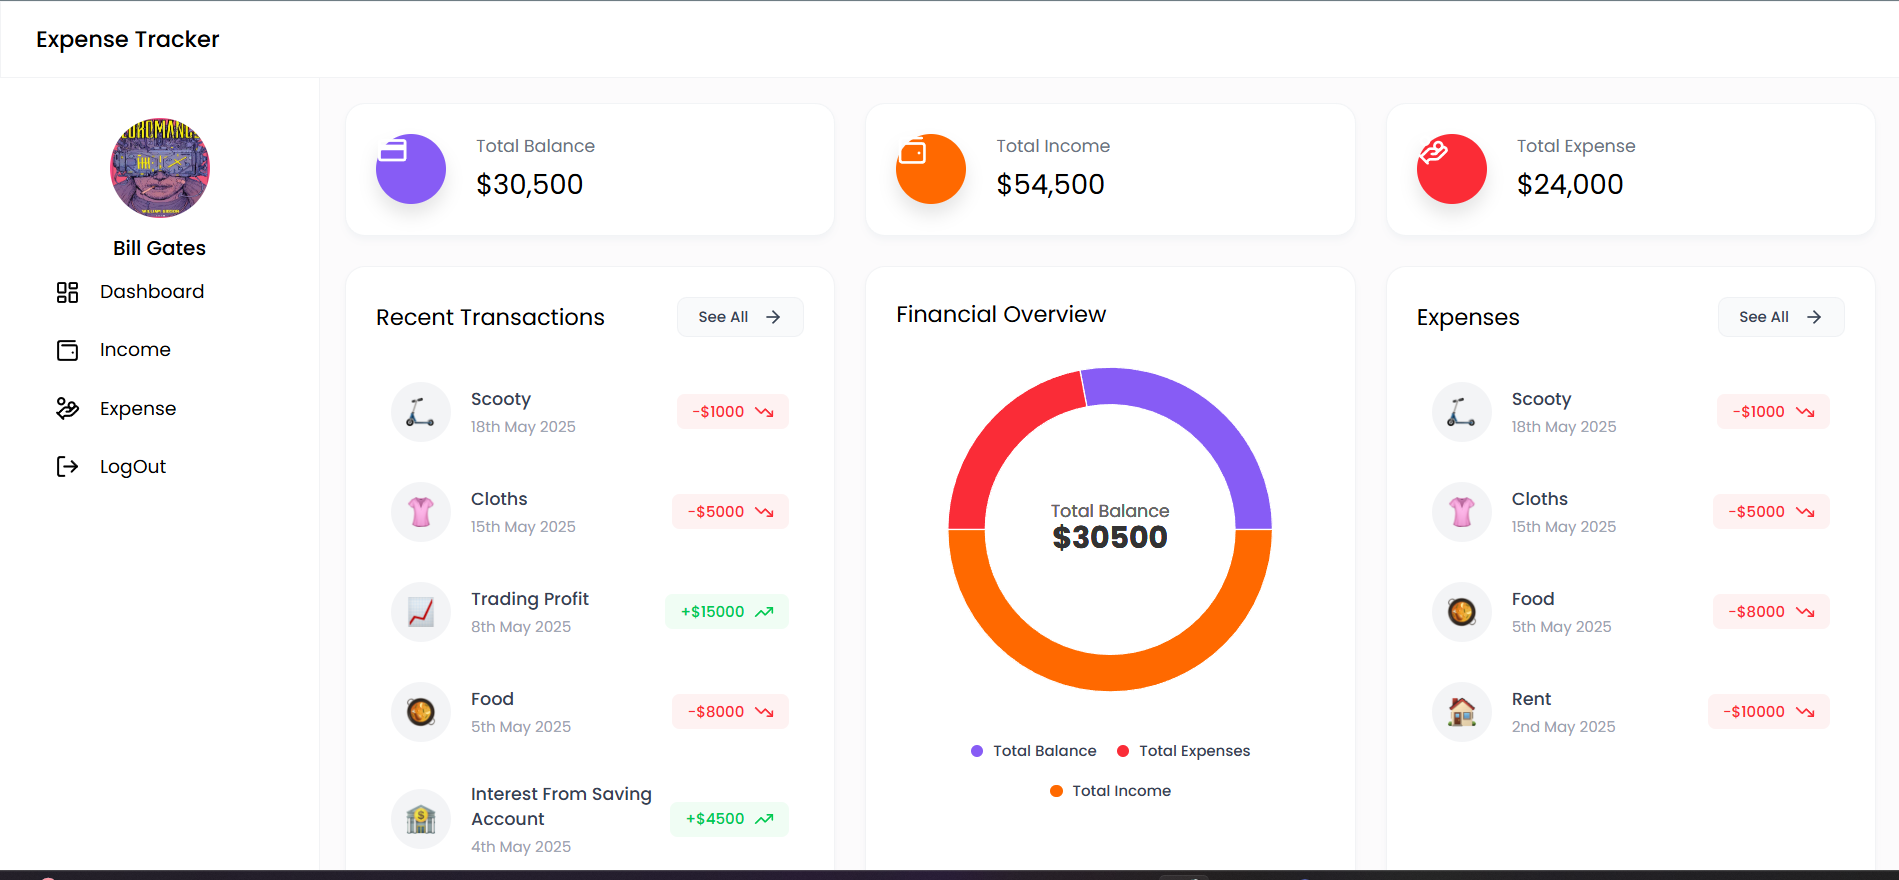 Expense Tracker
Bill Gates
Dashboard
Income
Expense
LogOut
Total Balance
$30,500
Total Income
$54,500
Total Expense
$24,000
Recent Transactions
See All
Scooty
18th May 2025
-$1000
Cloths
15th May 2025
-$5000
Trading Profit
8th May 2025
+$15000
Food
5th May 2025
-$8000
Interest From Saving
Account
4th May 2025
+$4500
Financial Overview
Total Balance
$30500
Total Balance
Total Expenses
Total Income
Expenses
See All
Scooty
18th May 2025
-$1000
Cloths
15th May 2025
-$5000
Food
5th May 2025
-$8000
Rent
2nd May 2025
-$10000